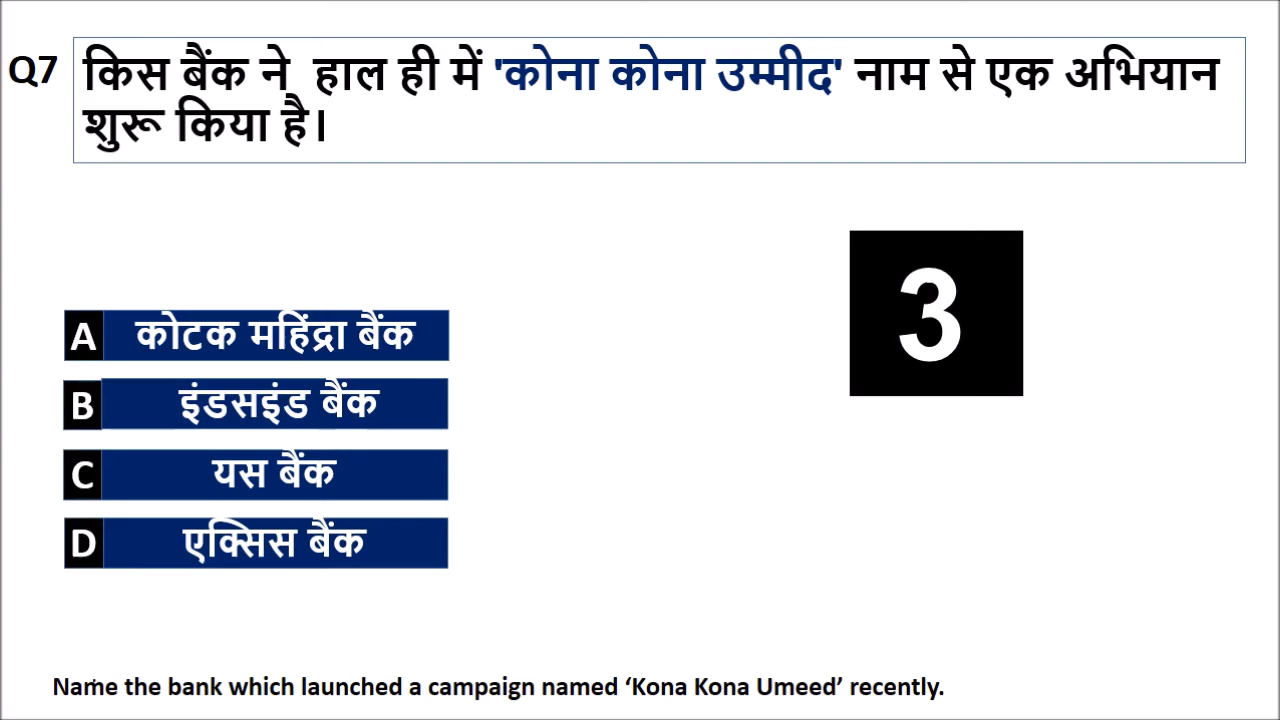 Q7 किस बैंक ने हाल ही में 'कोना कोना उम्मीद' नाम से एक अभियान
शुरू किया है।
3
A कोटक महिंद्रा बैंक
B इंडसइंड बैंक
C यस बैंक
D एक्सिस बैंक
Name the bank which launched a campaign named ‘Kona Kona Umeed’ recently.